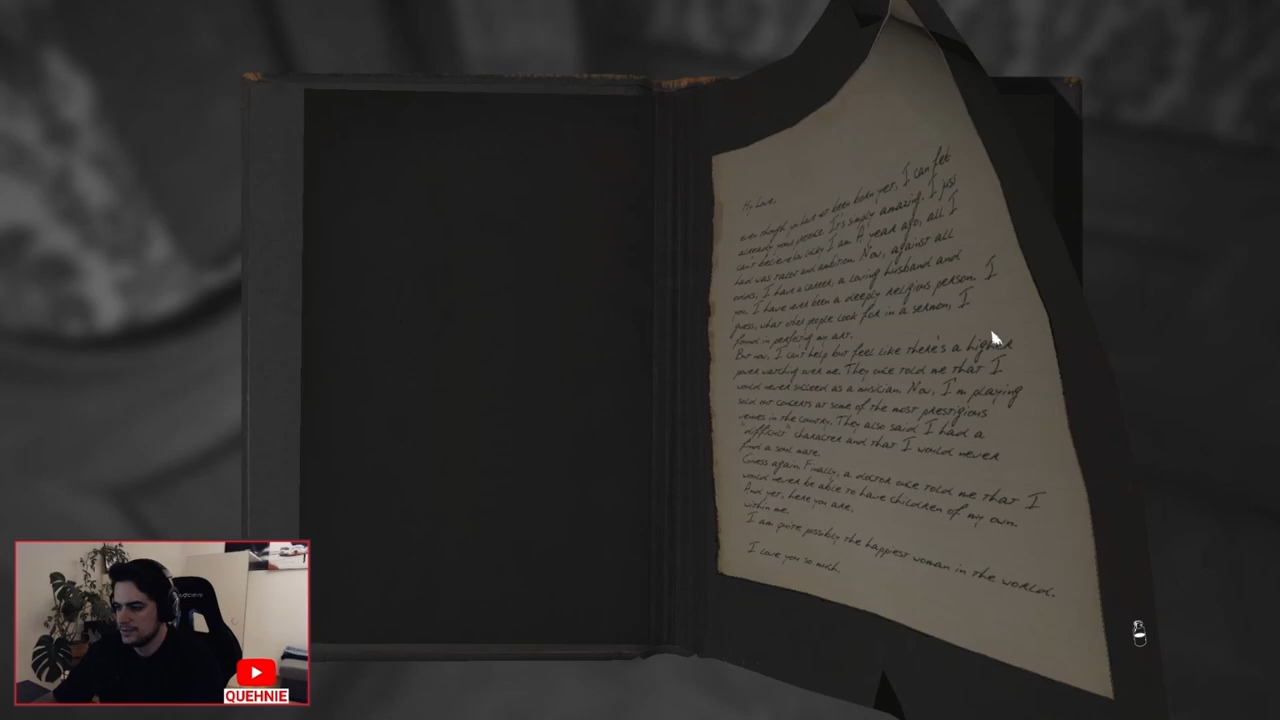 My Love,
even though you have not been born yet, I can feel
already your presence. It's simply amazing. I just
can't believe how lucky I am. A year ago, all I
had was talent and ambition. Now, against all
odds, I have a career, a loving husband and
you. I have never been a deeply religious person. I
guess, what other people look for in a sermon, I
found in perfecting my art.
But now, I can't help but feel like there's a higher
power watching over me. They once told me that I
would never succeed as a musician. Now, I'm playing
sold out concerts at some of the most prestigious
venues in the country. They also said I had a
"difficult" character and that I would never
find a soul mate.
Guess again. Finally, a doctor once told me that I
would never be able to have children of my own.
And yet, here you are,
within me.
I am quite possibly the happiest woman in the world.
I love you so much.
QUEHNIE